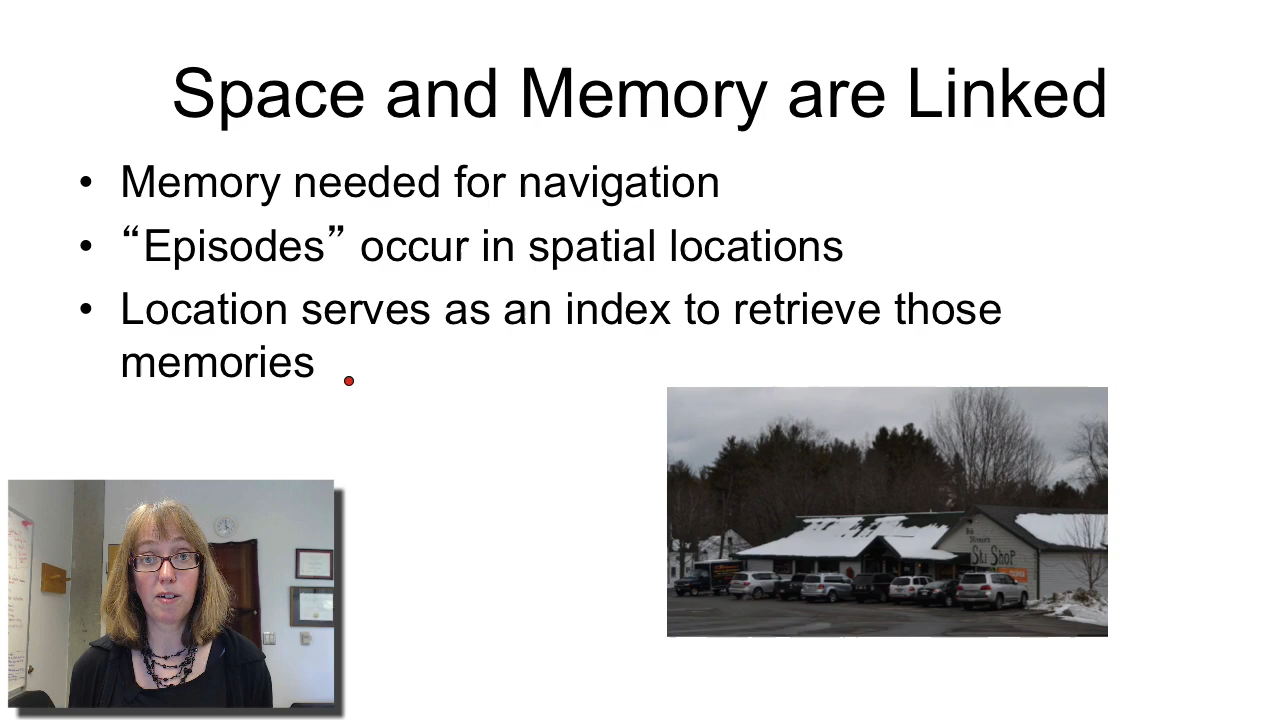 Space and Memory are Linked
• Memory needed for navigation
• “Episodes” occur in spatial locations
• Location serves as an index to retrieve those
memories
Ski Shop